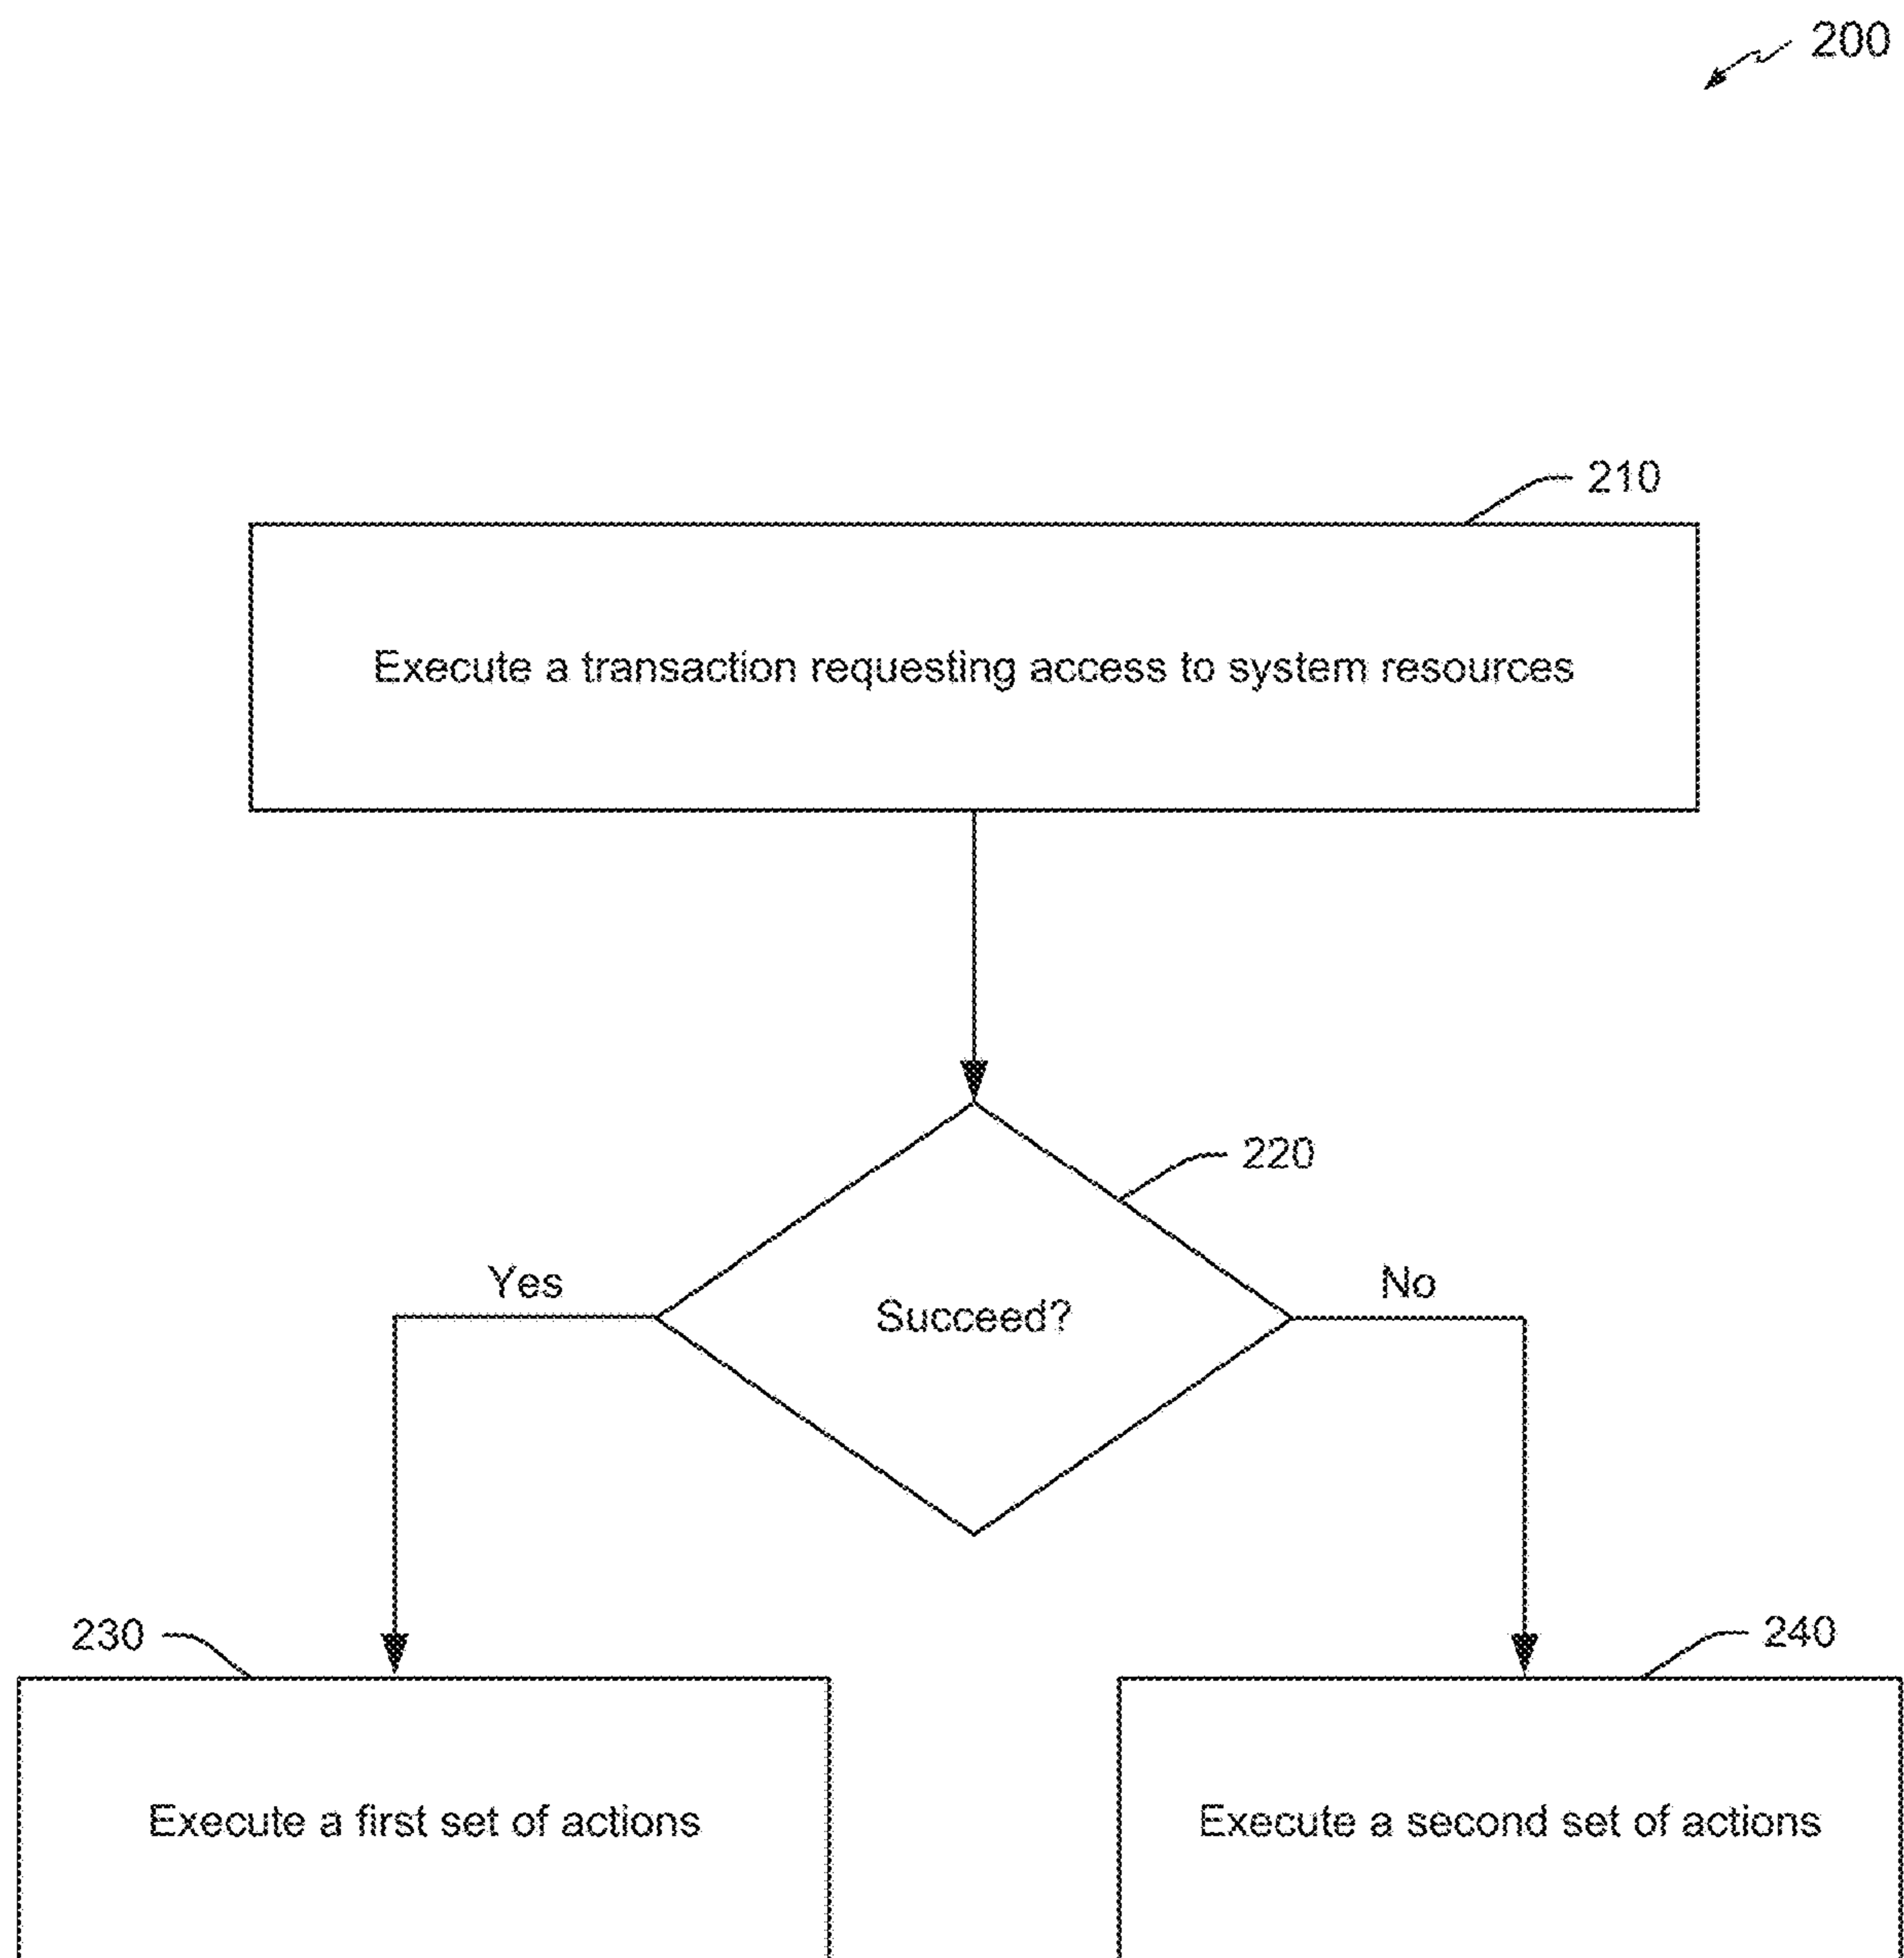 200
210
Execute a transaction requesting access to system resources
220
Yes
No
Succeed?
230
240
Execute a first set of actions
Execute a second set of actions